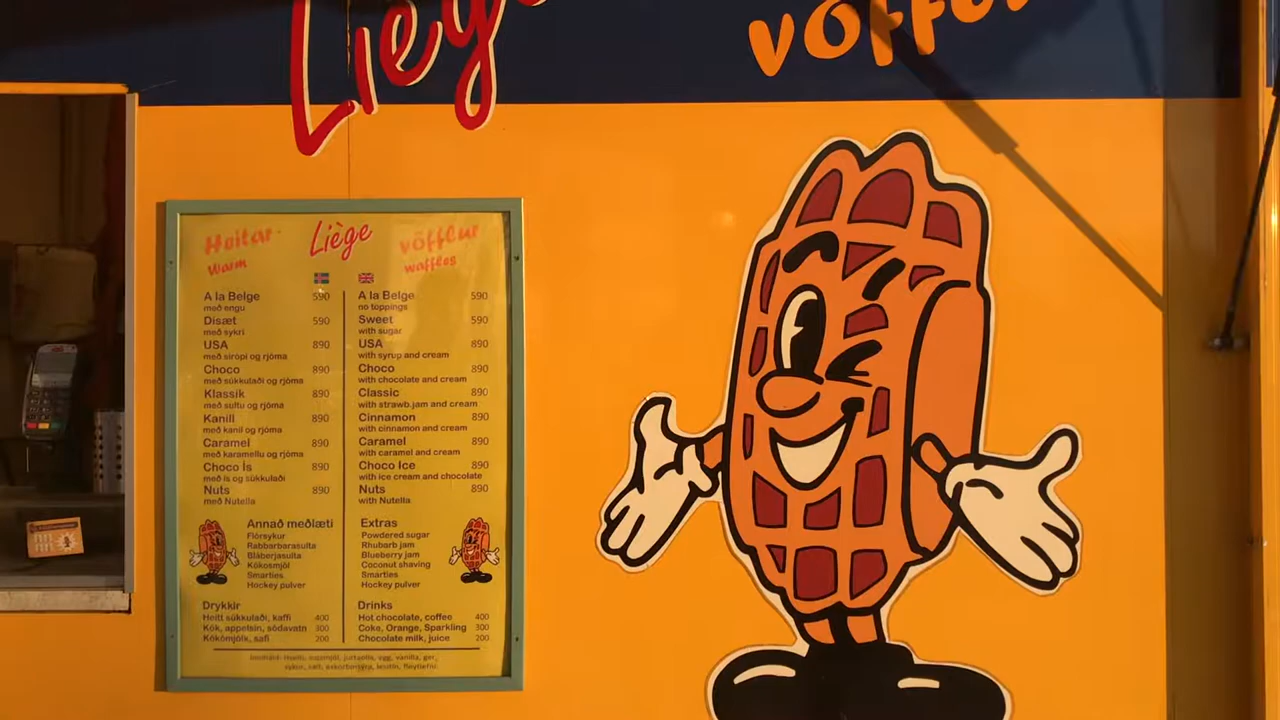 Liège
vöfflur
Heitar
Liège
vöfflur
Warm
waffles
A la Belge 590
með engu
Disæt 590
með sykri
USA 890
með sírópi og rjóma
Choco 890
með súkkulaði og rjóma
Klassik 890
með sultu og rjóma
Kanill 890
með kanil og rjóma
Caramel 890
með karamellu og rjóma
Choco Ís 890
með ís og súkkulaði
Nuts 890
með Nutella
A la Belge 590
no toppings
Sweet 590
with sugar
USA 890
with syrup and cream
Choco 890
with chocolate and cream
Classic 890
with strawb.jam and cream
Cinnamon 890
with cinnamon and cream
Caramel 890
with caramel and cream
Choco Ice 890
with ice cream and chocolate
Nuts 890
with Nutella
Annað meðlæti
Flórsykur
Rabbarbarasulta
Bláberjasulta
Kókosmjöl
Smarties
Hockey pulver
Extras
Powdered sugar
Rhubarb jam
Blueberry jam
Coconut shaving
Smarties
Hockey pulver
Drykkir
Heitt súkkulaði, kaffi 400
Kók, appelsín, sódavatn 300
Kókómjólk, safi 200
Drinks
Hot chocolate, coffee 400
Coke, Orange, Sparkling 300
Chocolate milk, juice 200